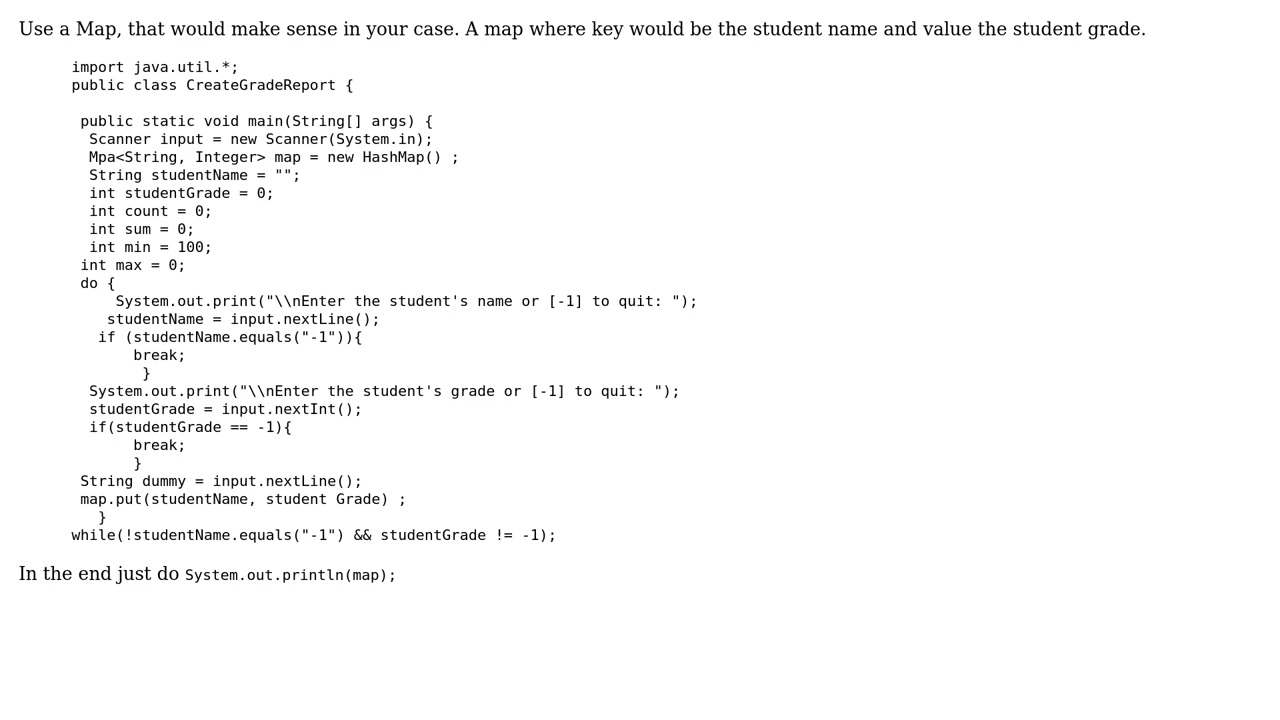 Use a Map, that would make sense in your case. A map where key would be the student name and value the student grade.
import java.util.*;
public class CreateGradeReport {
public static void main(String[] args) {
Scanner input = new Scanner(System.in);
Mpa<String, Integer> map = new HashMap() ;
String studentName = "";
int studentGrade = 0;
int count = 0;
int sum = 0;
int min = 100;
int max = 0;
do {
System.out.print("\\nEnter the student's name or [-1] to quit: ");
studentName = input.nextLine();
if (studentName.equals("-1")){
break;
}
System.out.print("\\nEnter the student's grade or [-1] to quit: ");
studentGrade = input.nextInt();
if(studentGrade == -1){
break;
}
String dummy = input.nextLine();
map.put(studentName, student Grade) ;
}
while(!studentName.equals("-1") && studentGrade != -1);
In the end just do System.out.println(map);